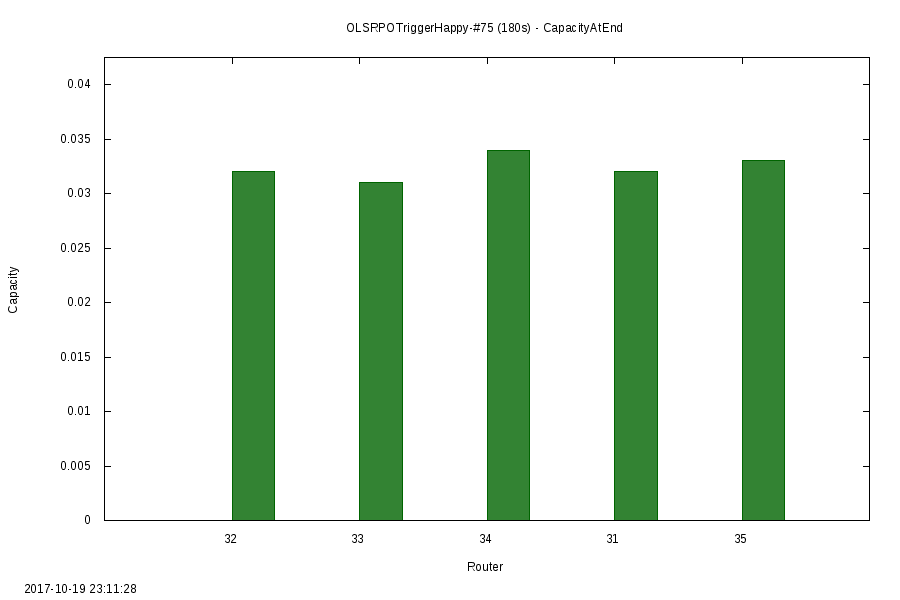 OLSRPOTriggerHappy-#75 (180s) - CapacityAtEnd
0.04
0.035
0.03
0.025
0.02
0.015
0.01
0.005
0
Capacity
32 33 34 31 35
Router
2017-10-19 23:11:28